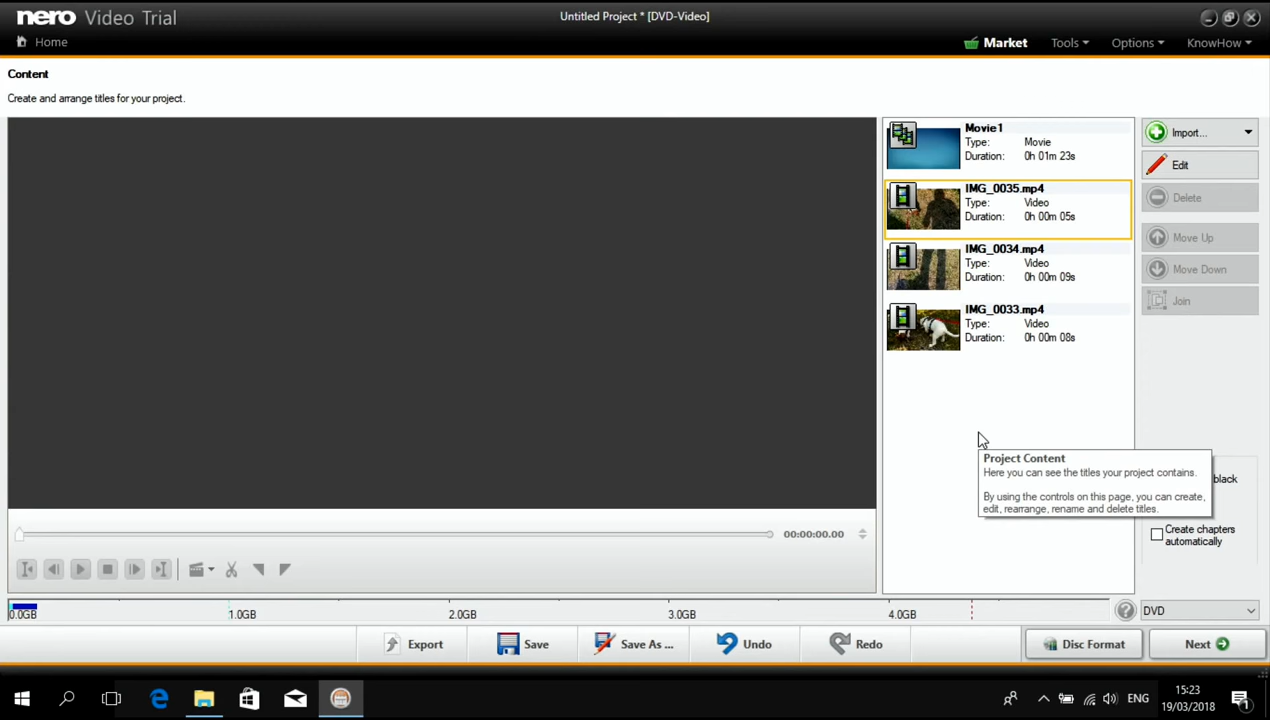 nero Video Trial
Untitled Project * [DVD-Video]
Home
Market
Tools
Options
KnowHow
Content
Create and arrange titles for your project.
Movie1
Type: Movie
Duration: 0h 01m 23s
IMG_0035.mp4
Type: Video
Duration: 0h 00m 05s
IMG_0034.mp4
Type: Video
Duration: 0h 00m 09s
IMG_0033.mp4
Type: Video
Duration: 0h 00m 08s
Import...
Edit
Delete
Move Up
Move Down
Join
Project Content
Here you can see the titles your project contains.
By using the controls on this page, you can create,
edit, rearrange, rename and delete titles.
black
Create chapters
automatically
00:00:00.00
0.0GB
1.0GB
2.0GB
3.0GB
4.0GB
DVD
Export
Save
Save As ...
Undo
Redo
Disc Format
Next
ENG
15:23
19/03/2018
1